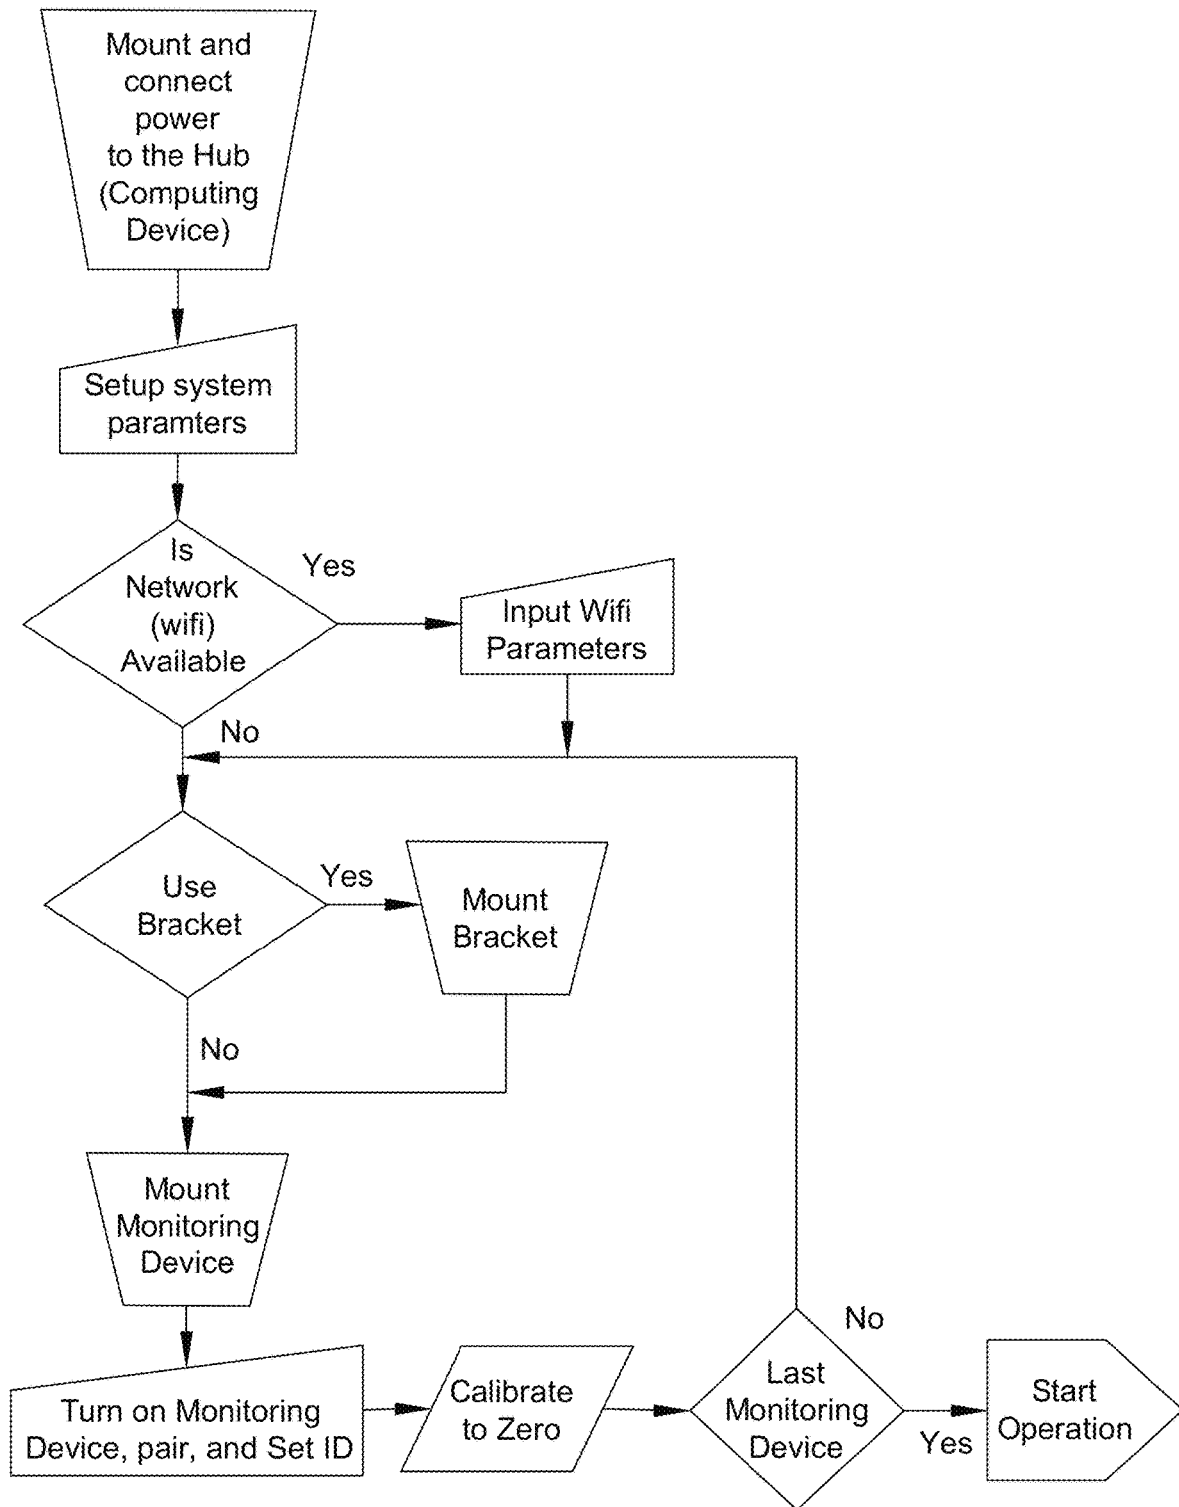 Mount and
connect
power
to the Hub
(Computing
Device)
Setup system
paramters
Is
Network
(wifi)
Available
Yes
Input Wifi
Parameters
No
Use
Bracket
Yes
Mount
Bracket
No
Mount
Monitoring
Device
Turn on Monitoring
Device, pair, and Set ID
Calibrate
to Zero
Last
Monitoring
Device
No
Yes
Start
Operation